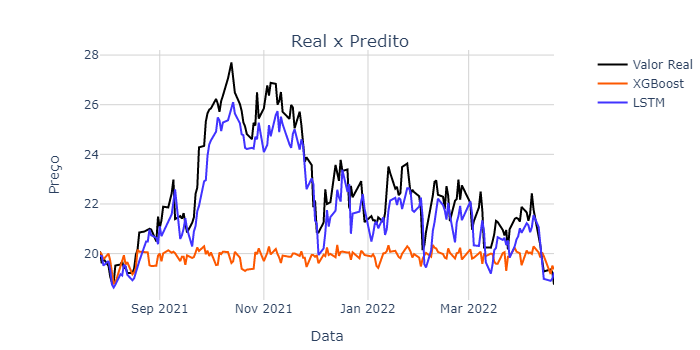 Real x Predito
28
26
24
22
20
Preço
Sep 2021
Nov 2021
Jan 2022
Mar 2022
Data
Valor Real
XGBoost
LSTM